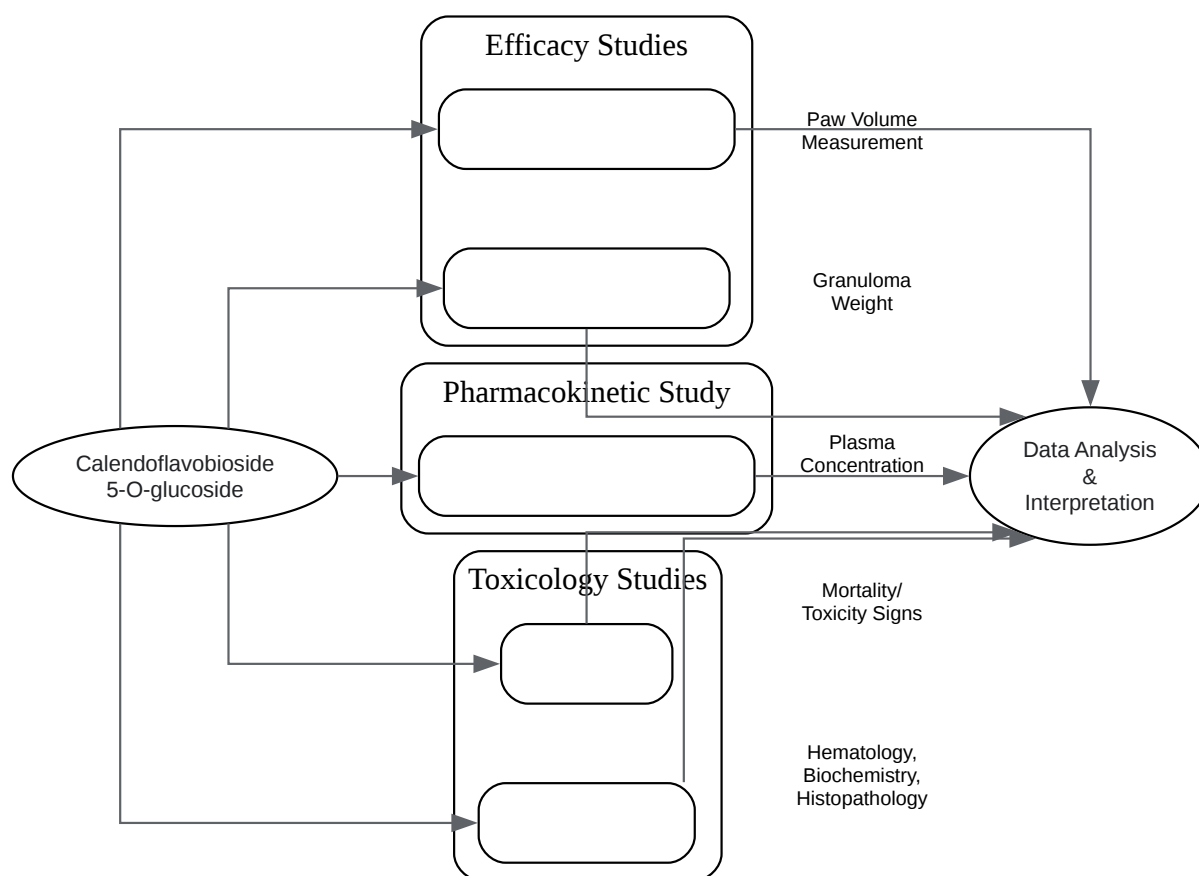 Efficacy Studies
Paw Volume
Measurement
Granuloma
Weight
Pharmacokinetic Study
Calendoflavobioside
5-O-glucoside
Plasma
Concentration
Data Analysis
&
Interpretation
Toxicology Studies
Mortality/
Toxicity Signs
Hematology,
Biochemistry,
Histopathology